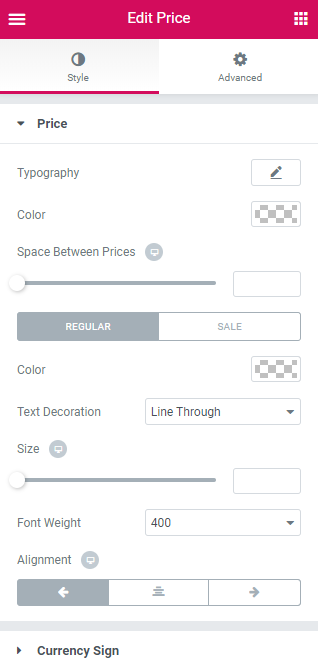 Edit Price
Style
Advanced
Price
Typography
Color
Space Between Prices
REGULAR
SALE
Color
Text Decoration
Line Through
Size
Font Weight
400
Alignment
Currency Sign